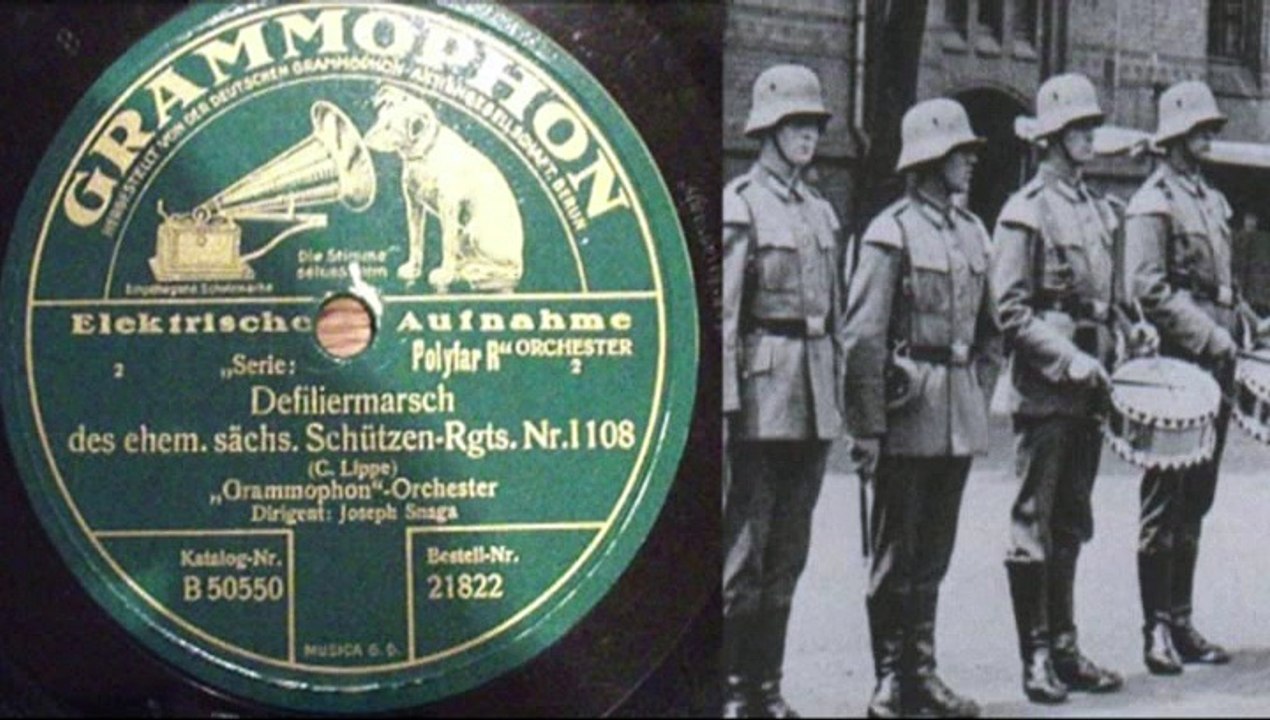 GRAMMOPHON
HERGESTELLT VON DER DEUTSCHEN GRAMMOPHON-AKTIENGESELLSCHAFT, BERLIN
Die Stimme
seines Herrn
Eingetragene Schutzmarke
Elektrische Aufnahme
„Serie: Polyfar R“ ORCHESTER
2 2
Defiliermarsch
des ehem. sächs. Schützen-Rgts. Nr.I 108
(C. Lippe)
„Grammophon“-Orchester
Dirigent: Joseph Snaga
Katalog-Nr. Bestell-Nr.
B 50550 21822
MUSICA G. D.